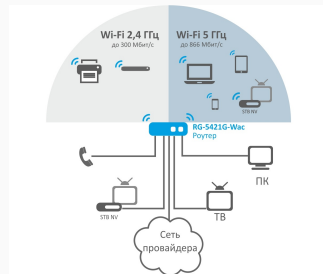 Wi-Fi 2,4 ГГц
до 300 Мбит/с
Wi-Fi 5 ГГц
до 866 Мбит/с
STB NV
RG-5421G-Wac
Роутер
ПК
STB NV
ТВ
Сеть
провайдера